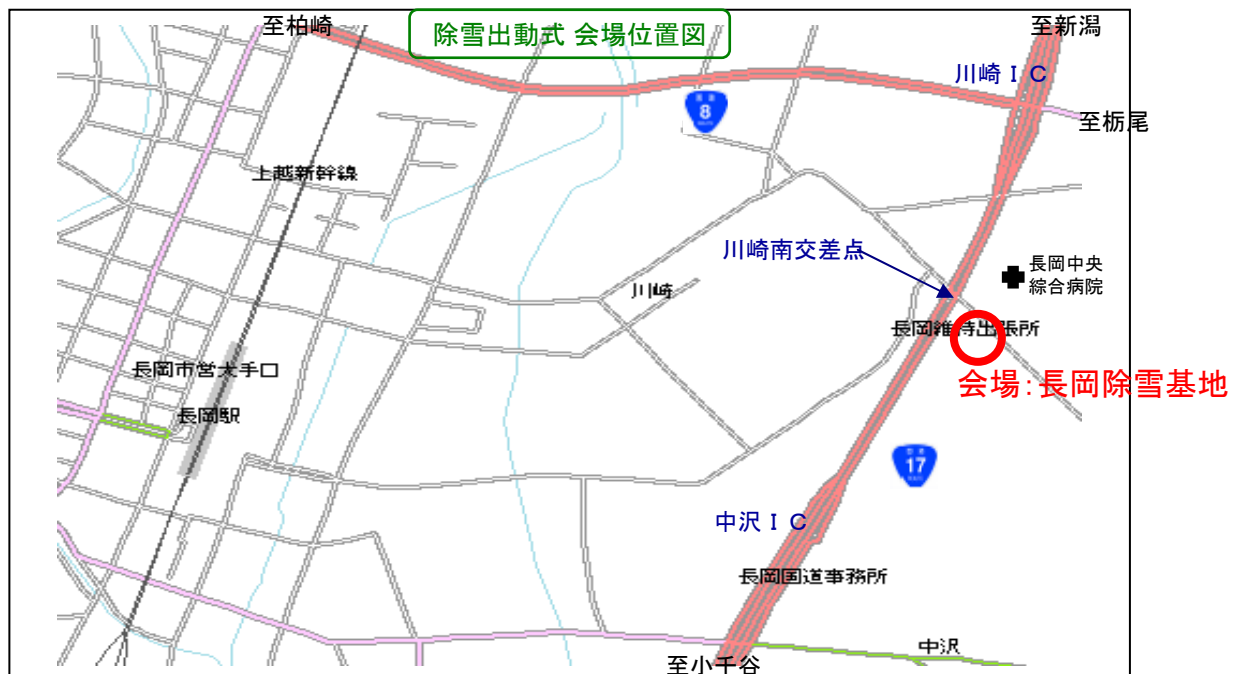 除雪出動式 会場位置図
至柏崎
至新潟
川崎ＩＣ
8
至栃尾
上越新幹線
川崎南交差点
長岡中央
綜合病院
川崎
長岡維持出張所
長岡市営大手口
会場：長岡除雪基地
長岡駅
17
中沢ＩＣ
長岡国道事務所
中沢
至小千谷